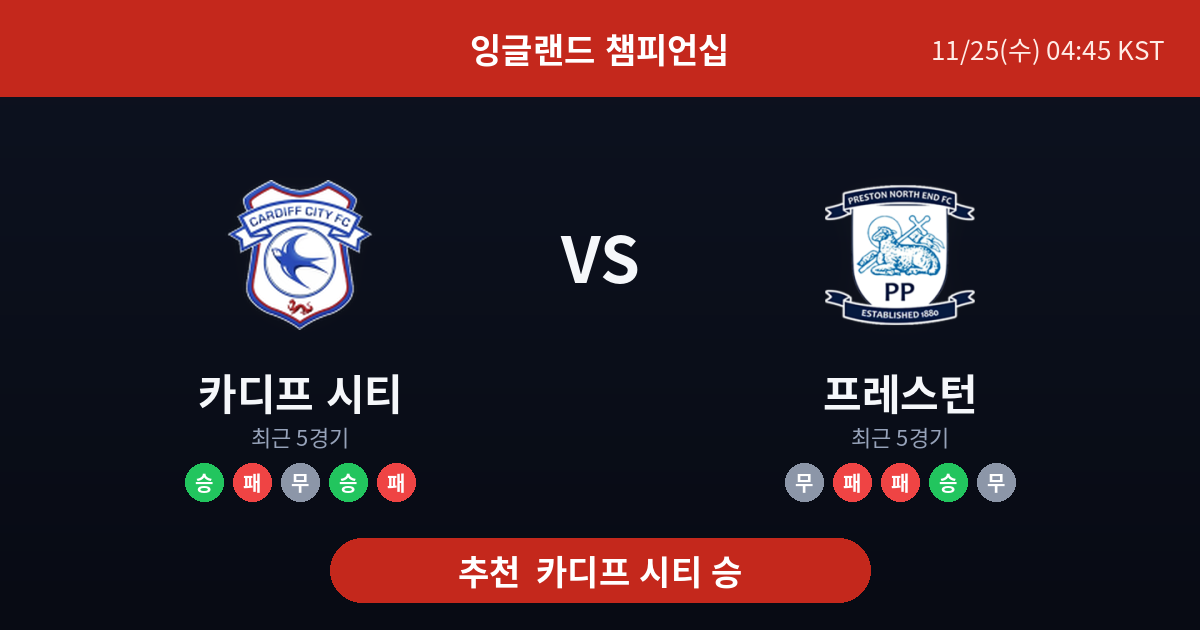 잉글랜드 챔피언십
11/25(수) 04:45 KST
CARDIFF CITY FC
VS
PRESTON NORTH END FC
PP
ESTABLISHED 1880
카디프 시티
프레스턴
최근 5경기
최근 5경기
승 패 무 승 패
무 패 패 승 무
추천 카디프 시티 승